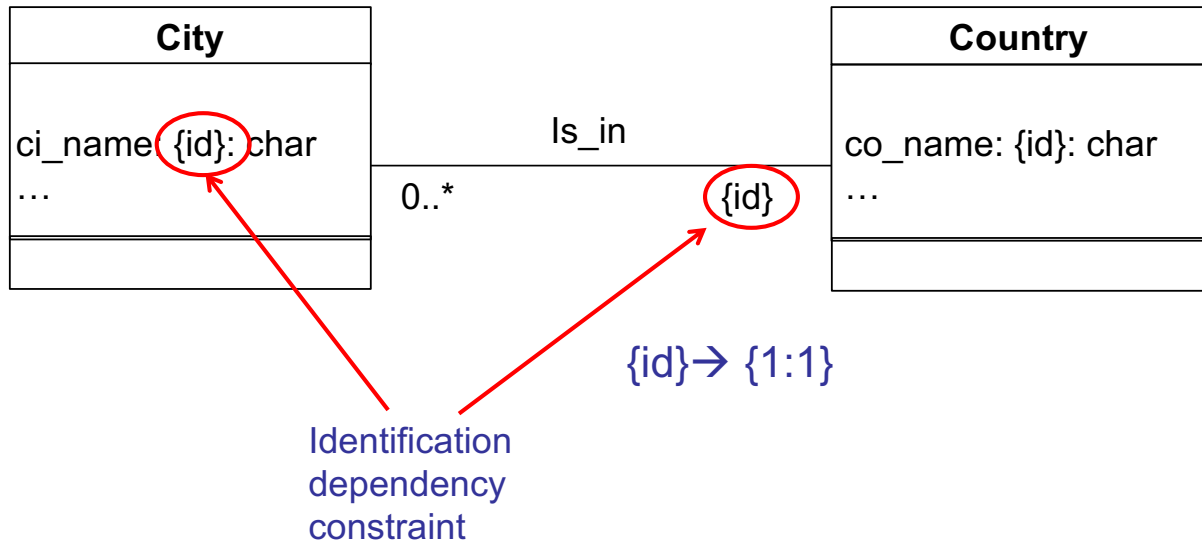 City
ci_name: {id}: char
…
Is_in
0..*
{id}
Country
co_name: {id}: char
…
{id}→ {1:1}
Identification
dependency
constraint